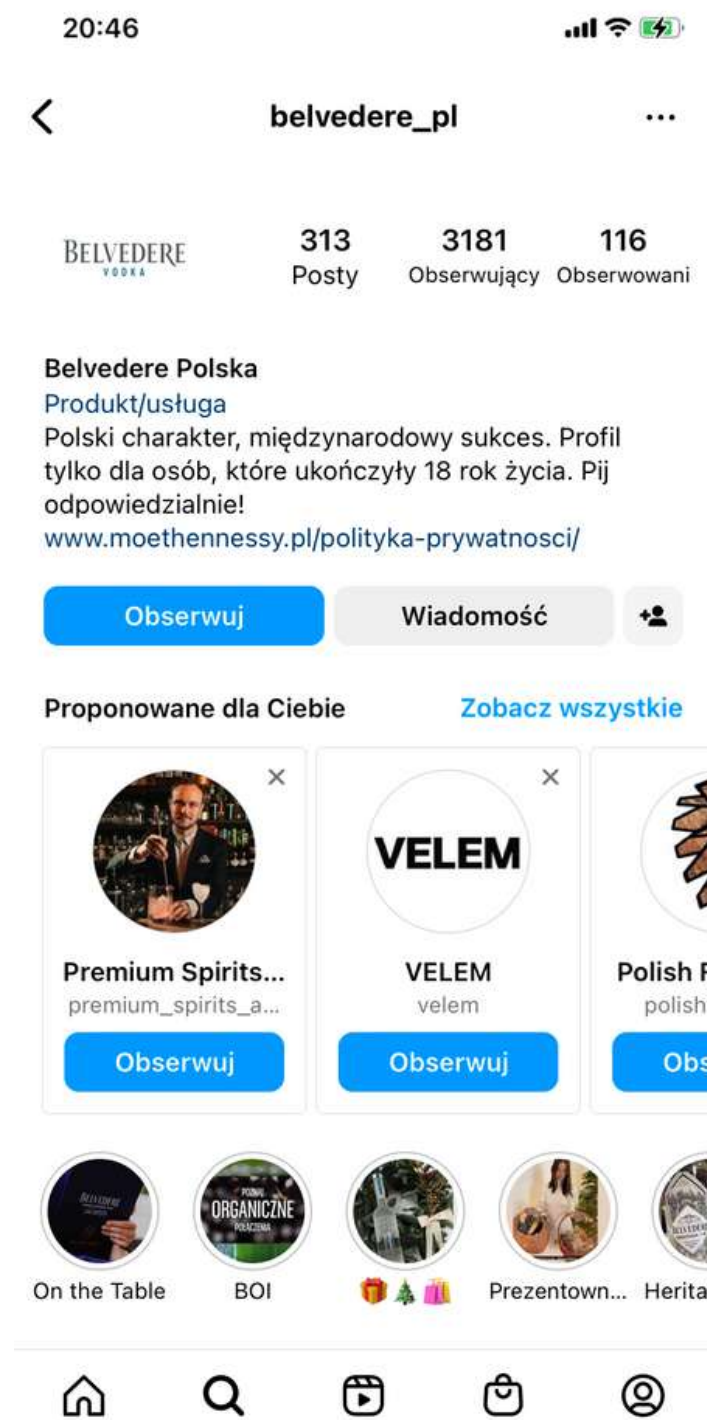 20:46
belvedere_pl
BELVEDERE
VODKA
313
Posty
3181
Obserwujący
116
Obserwowani
Belvedere Polska
Produkt/usługa
Polski charakter, międzynarodowy sukces. Profil
tylko dla osób, które ukończyły 18 rok życia. Pij
odpowiedzialnie!
www.moethennessy.pl/polityka-prywatnosci/
Obserwuj
Wiadomość
Proponowane dla Ciebie
Zobacz wszystkie
VELEM
Premium Spirits...
premium_spirits_a...
Obserwuj
VELEM
velem
Obserwuj
Polish
polish
BELVEDERE
POZNAJ
ORGANICZNE
POŁĄCZENIA
On the Table
BOI
🎁🎄🛍️
Prezentown...
Herita